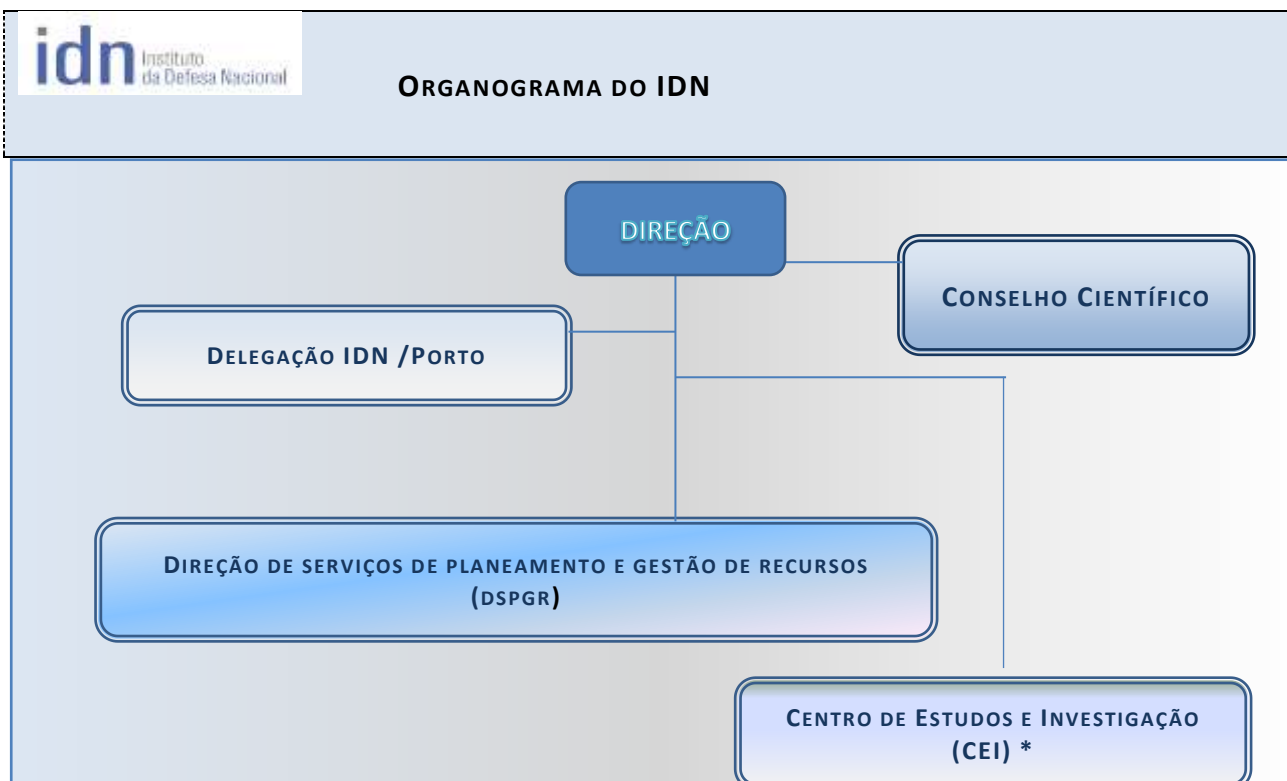 idn Instituto
da Defesa Nacional
ORGANOGRAMA DO IDN
DIREÇÃO
CONSELHO CIENTÍFICO
DELEGAÇÃO IDN /PORTO
DIREÇÃO DE SERVIÇOS DE PLANEAMENTO E GESTÃO DE RECURSOS
(DSPGR)
CENTRO DE ESTUDOS E INVESTIGAÇÃO
(CEI) *